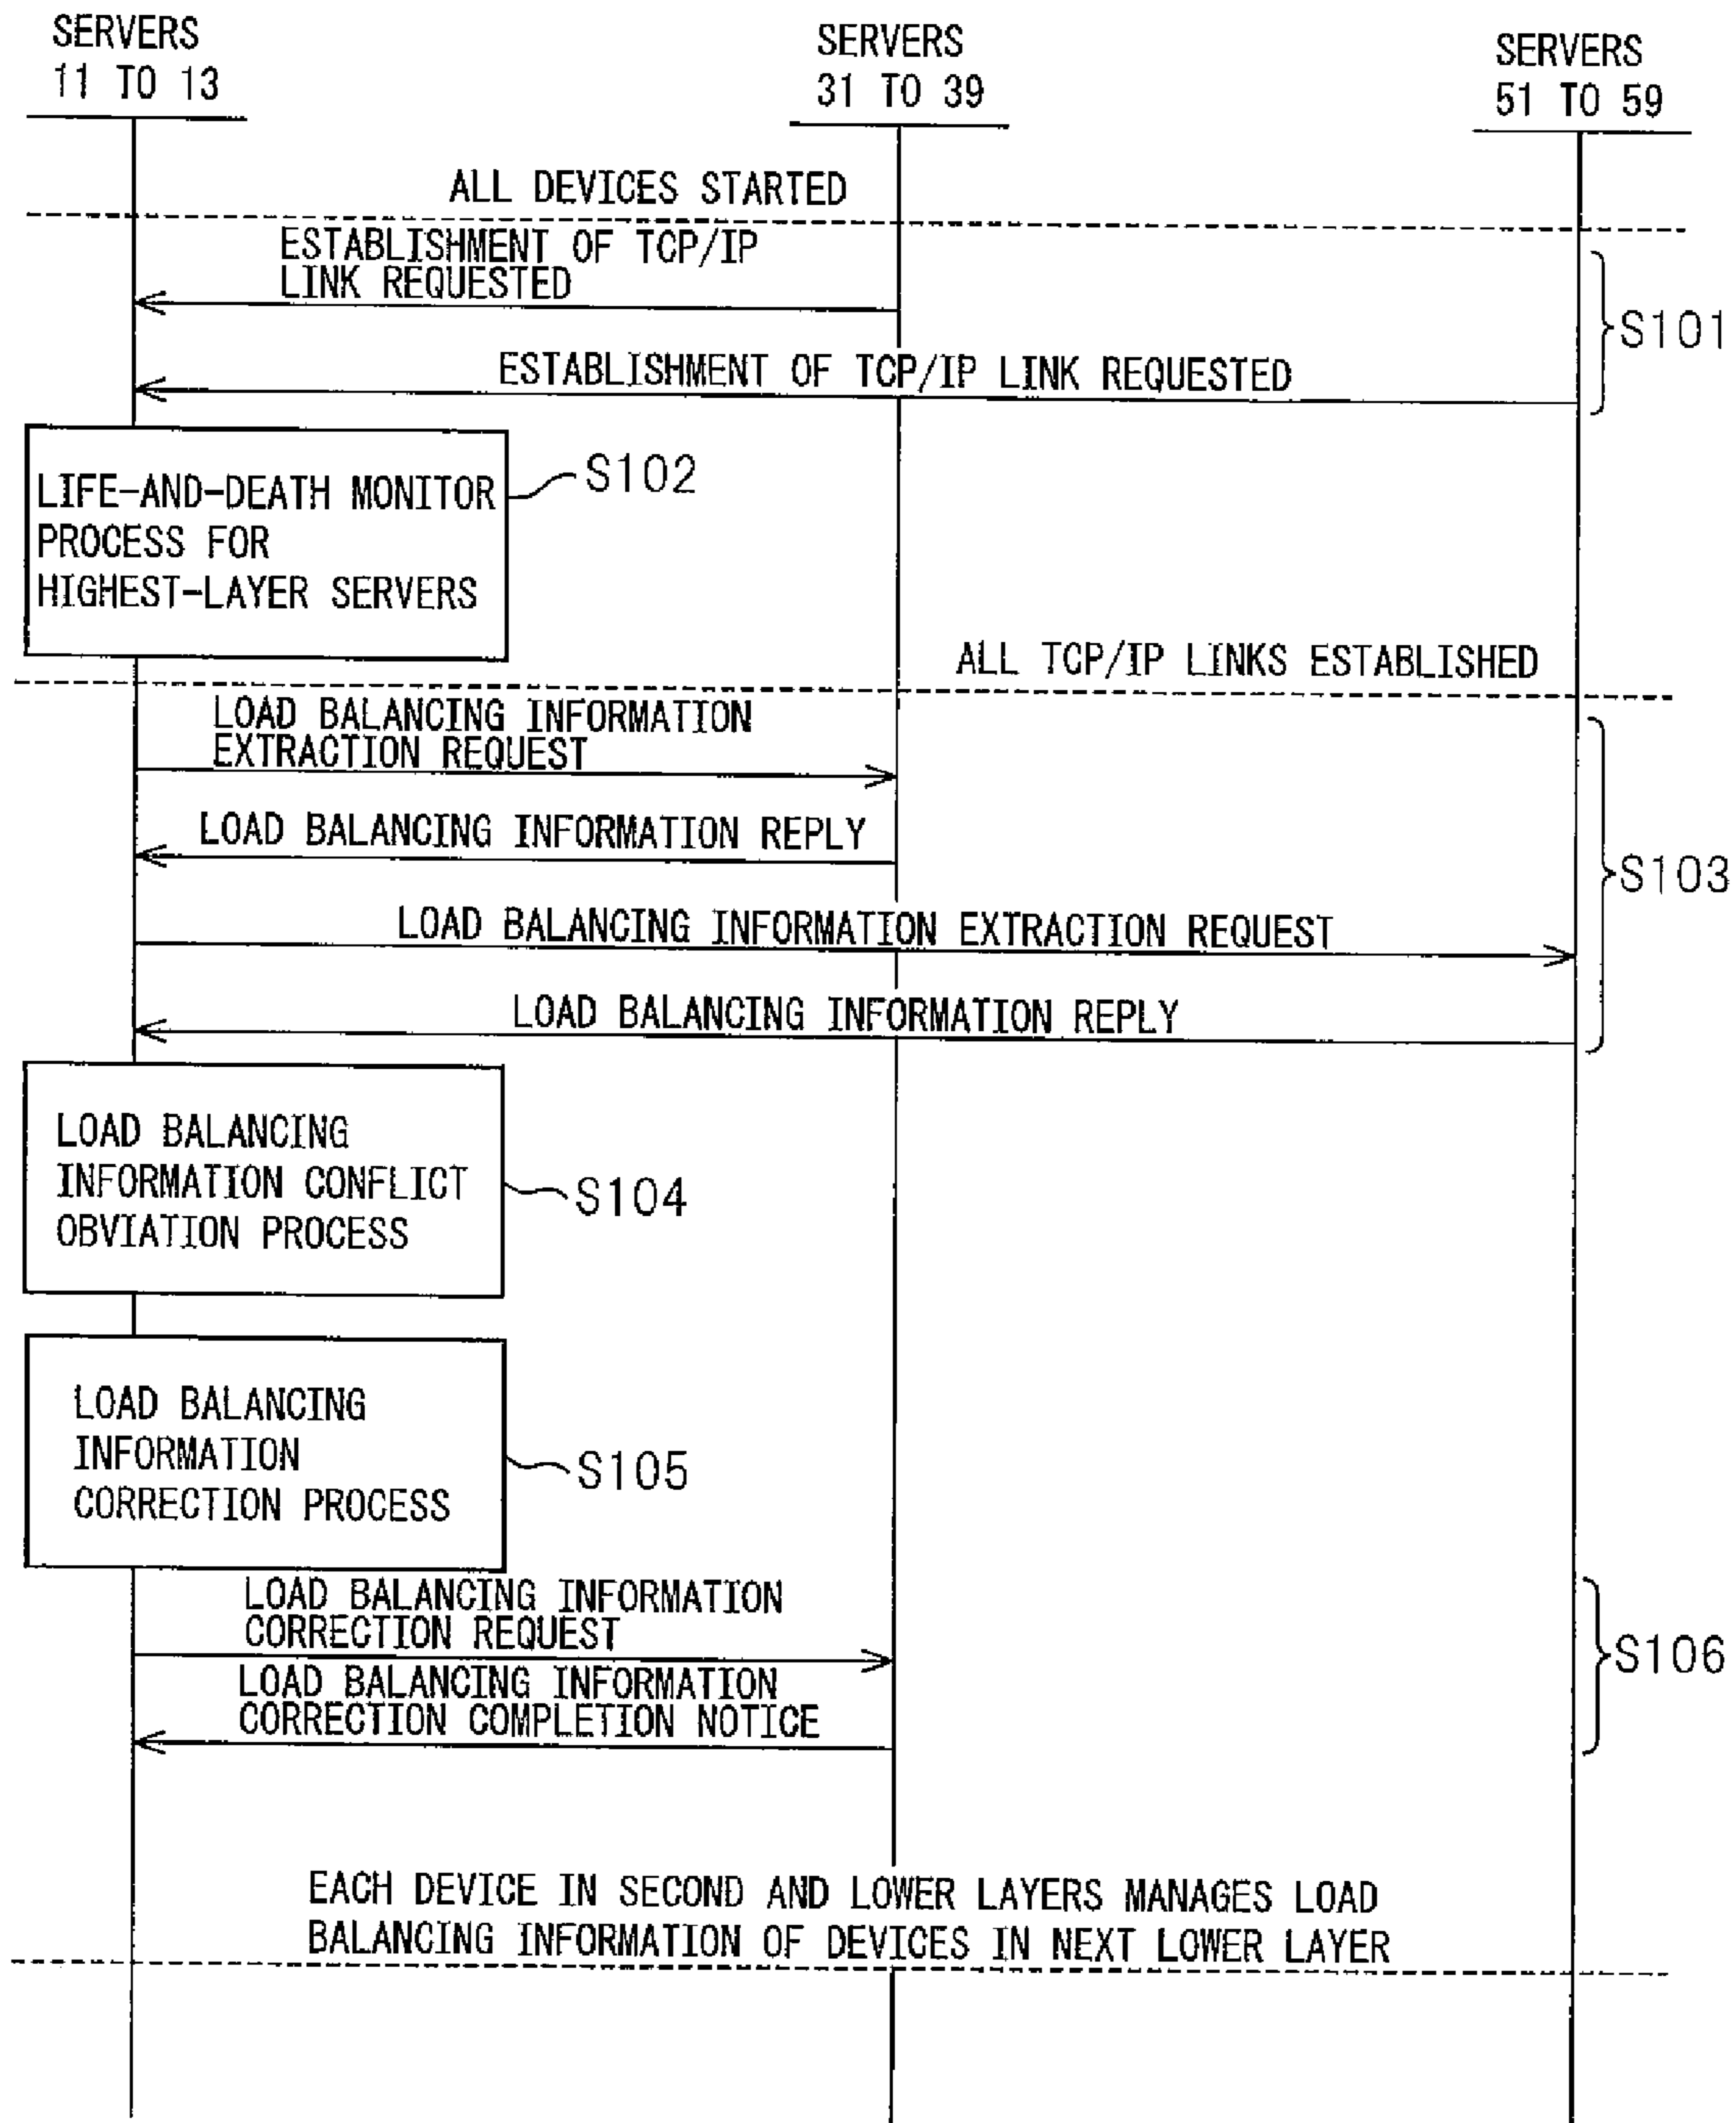 SERVERS
11 TO 13
SERVERS
31 TO 39
SERVERS
51 TO 59
ALL DEVICES STARTED
ESTABLISHMENT OF TCP/IP
LINK REQUESTED
S101
ESTABLISHMENT OF TCP/IP LINK REQUESTED
LIFE-AND-DEATH MONITOR
PROCESS FOR
HIGHEST-LAYER SERVERS
S102
ALL TCP/IP LINKS ESTABLISHED
LOAD BALANCING INFORMATION
EXTRACTION REQUEST
LOAD BALANCING INFORMATION REPLY
S103
LOAD BALANCING INFORMATION EXTRACTION REQUEST
LOAD BALANCING INFORMATION REPLY
LOAD BALANCING
INFORMATION CONFLICT
OBVIATION PROCESS
S104
LOAD BALANCING
INFORMATION
CORRECTION PROCESS
S105
LOAD BALANCING INFORMATION
CORRECTION REQUEST
S106
LOAD BALANCING INFORMATION
CORRECTION COMPLETION NOTICE
EACH DEVICE IN SECOND AND LOWER LAYERS MANAGES LOAD
BALANCING INFORMATION OF DEVICES IN NEXT LOWER LAYER